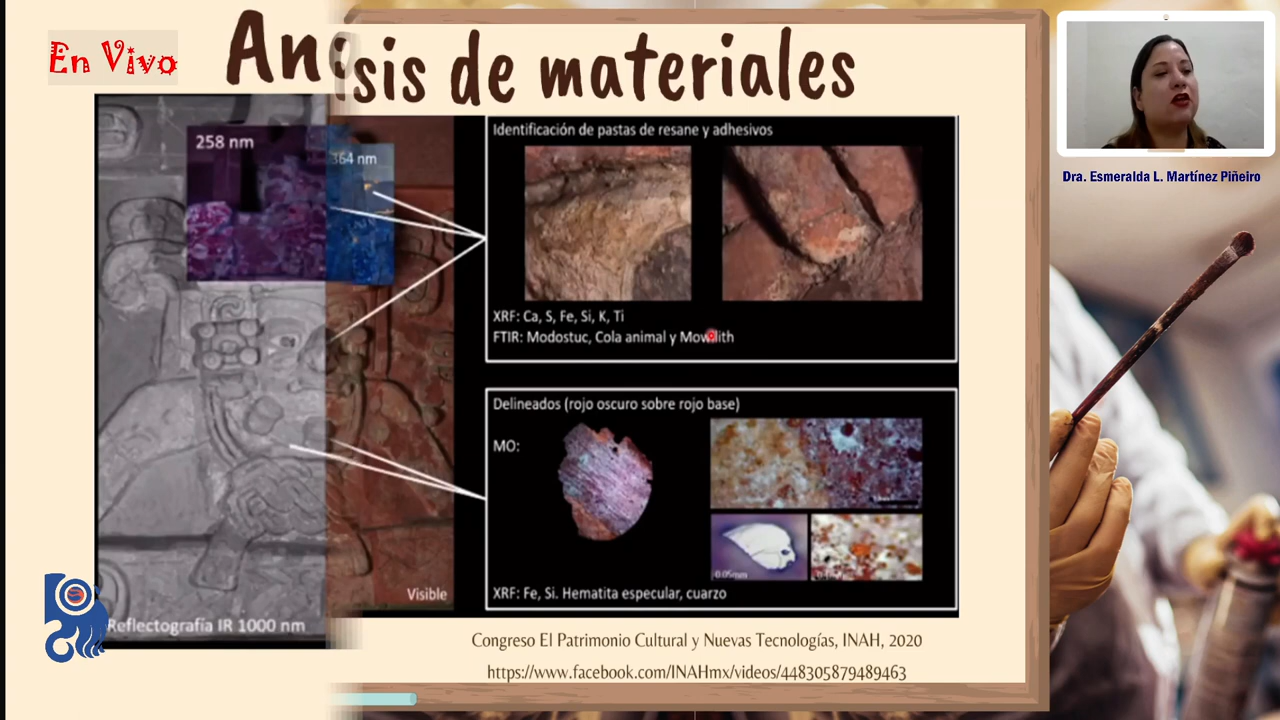 En Vivo
Análisis de materiales
258 nm
364 nm
Identificación de pastas de resane y adhesivos
XRF: Ca, S, Fe, Si, K, Ti
FTIR: Modostuc, Cola animal y Mowilith
Delineados (rojo oscuro sobre rojo base)
MO:
0.05mm
XRF: Fe, Si. Hematita especular, cuarzo
Visible
Reflectografía IR 1000 nm
Congreso El Patrimonio Cultural y Nuevas Tecnologías, INAH, 2020
https://www.facebook.com/INAHmx/videos/448305879489463
Dra. Esmeralda L. Martínez Piñeiro